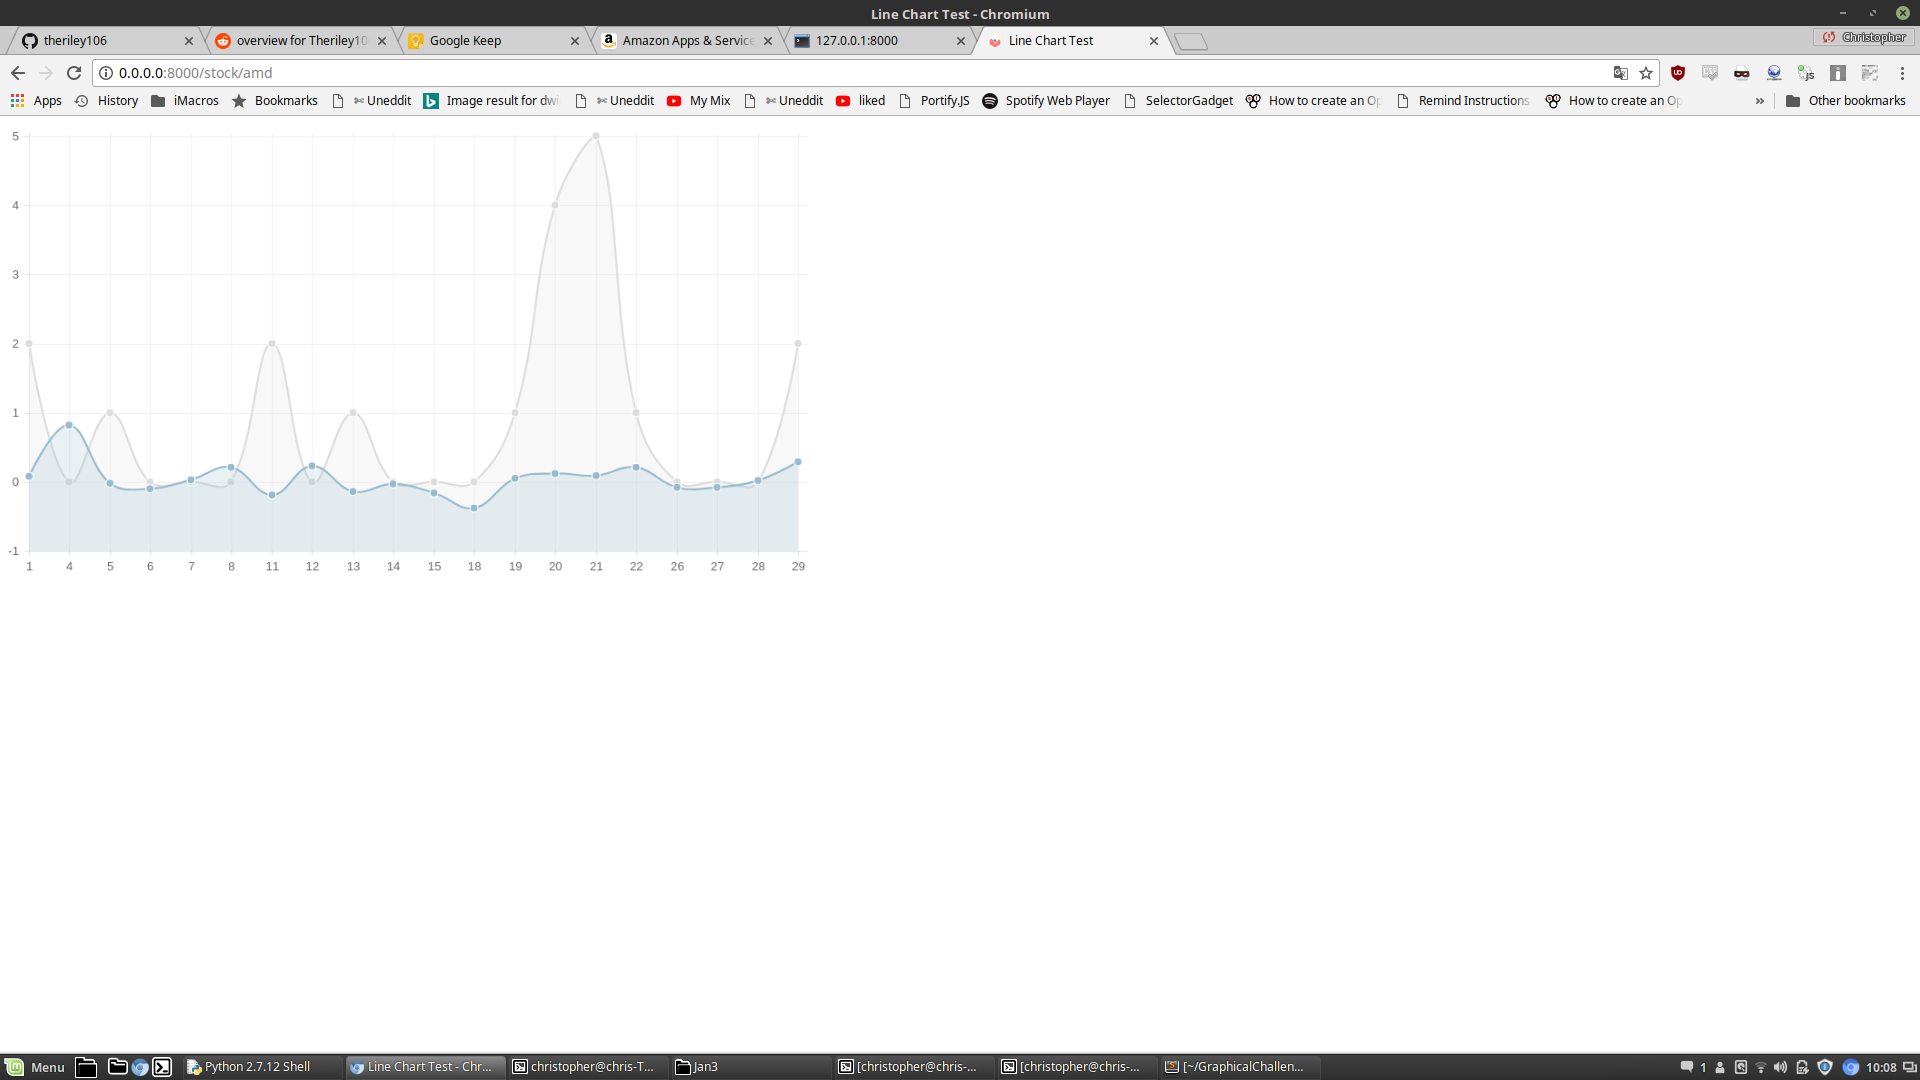 Line Chart Test - Chromium
theriley106 overview for Theriley10 Google Keep Amazon Apps & Service 127.0.0.1:8000 Line Chart Test Christopher
0.0.0.0:8000/stock/amd
Apps History iMacros Bookmarks Uneddit Image result for dwi Uneddit My Mix Uneddit liked Portify.JS Spotify Web Player SelectorGadget How to create an Op Remind Instructions How to create an Op » Other bookmarks
5
4
3
2
1
0
-1
1 4 5 6 7 8 11 12 13 14 15 18 19 20 21 22 26 27 28 29
Menu Python 2.7.12 Shell Line Chart Test - Chr... christopher@chris-T... Jan3 [christopher@chris-... [christopher@chris-... [~/GraphicalChallen... 1 10:08